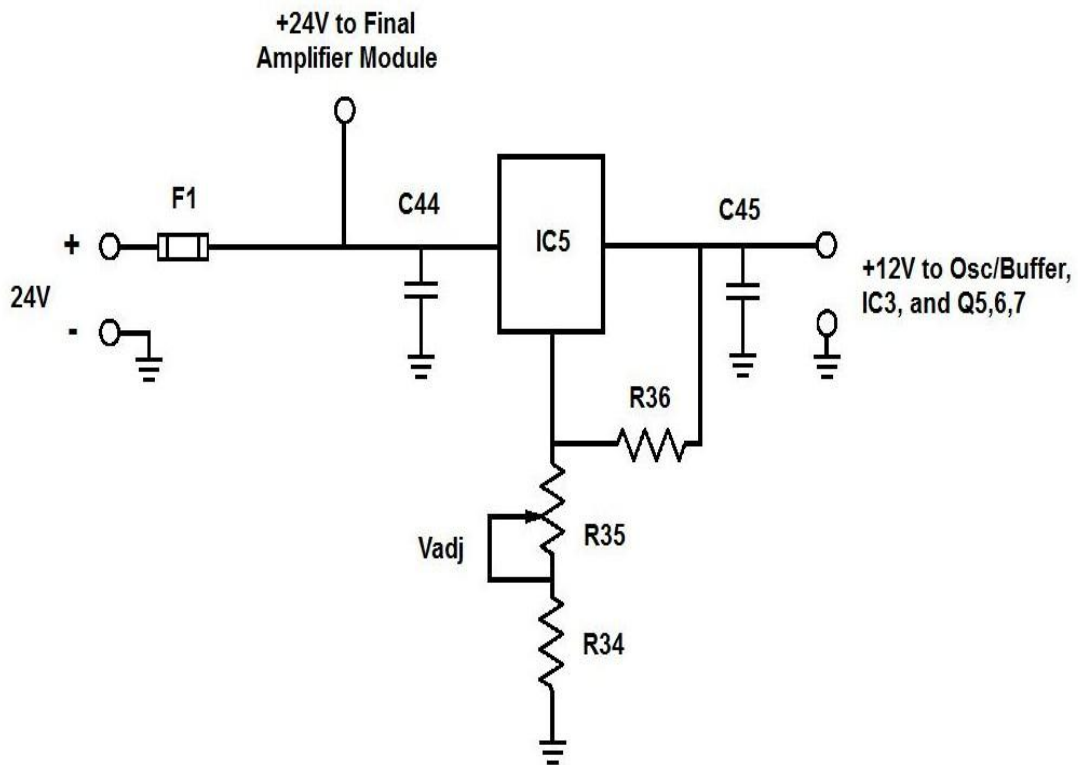 +24V to Final
Amplifier Module
F1
C44
IC5
C45
+
24V
-
+12V to Osc/Buffer,
IC3, and Q5,6,7
R36
Vadj
R35
R34